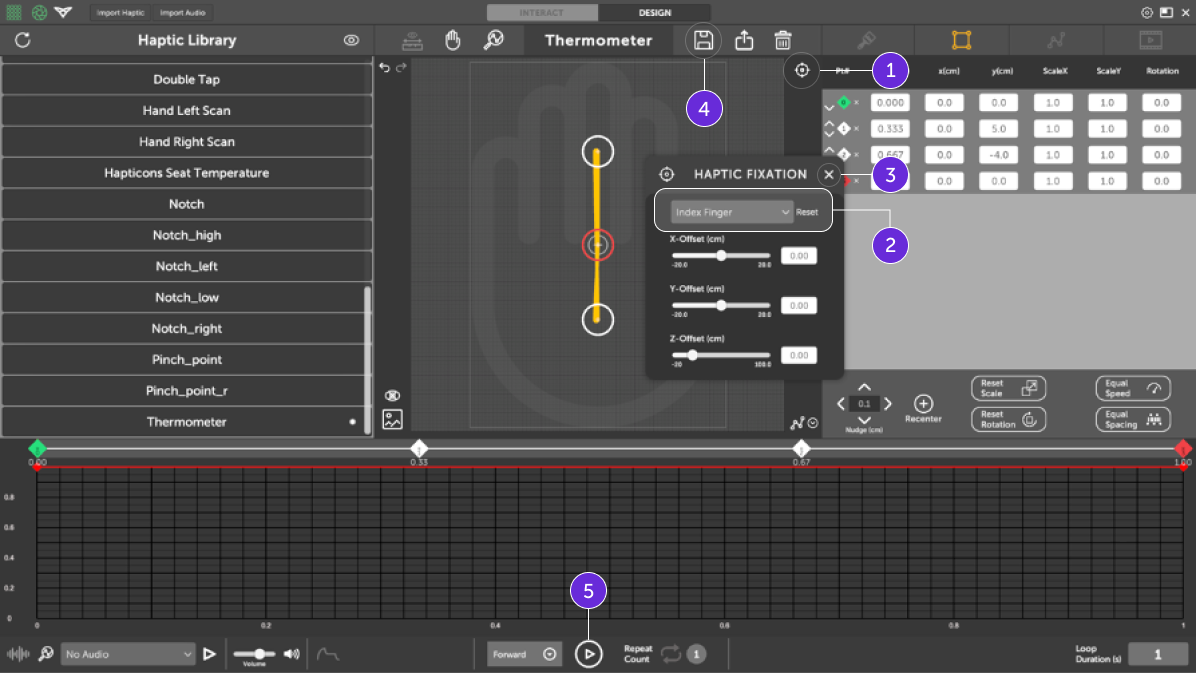 Import Haptic
Import Audio
INTERACT
DESIGN
Haptic Library
Thermometer
Double Tap
Hand Left Scan
Hand Right Scan
Hapticons Seat Temperature
Notch
Notch_high
Notch_left
Notch_low
Notch_right
Pinch_point
Pinch_point_r
Thermometer
4
1
3
2
Pt.# x(cm) y(cm) ScaleX ScaleY Rotation
0 × 0.000 0.0 0.0 1.0 1.0 0.0
1 × 0.333 0.0 5.0 1.0 1.0 0.0
2 × 0.667 0.0 -4.0 1.0 1.0 0.0
0.0 0.0 1.0 1.0 0.0
HAPTIC FIXATION
Index Finger
Reset
X-Offset (cm)
0.00
-20.0 20.0
Y-Offset (cm)
0.00
-20.0 20.0
Z-Offset (cm)
0.00
-20 100.0
0.1
Nudge (cm)
Recenter
Reset
Scale
Reset
Rotation
Equal
Speed
Equal
Spacing
0.00 0.33 0.67 1.00
0.8
0.6
0.4
0.2
0
0 0.2 0.4 0.6 0.8 1
5
No Audio
Volume
Forward
Repeat
Count
1
Loop
Duration (s)
1